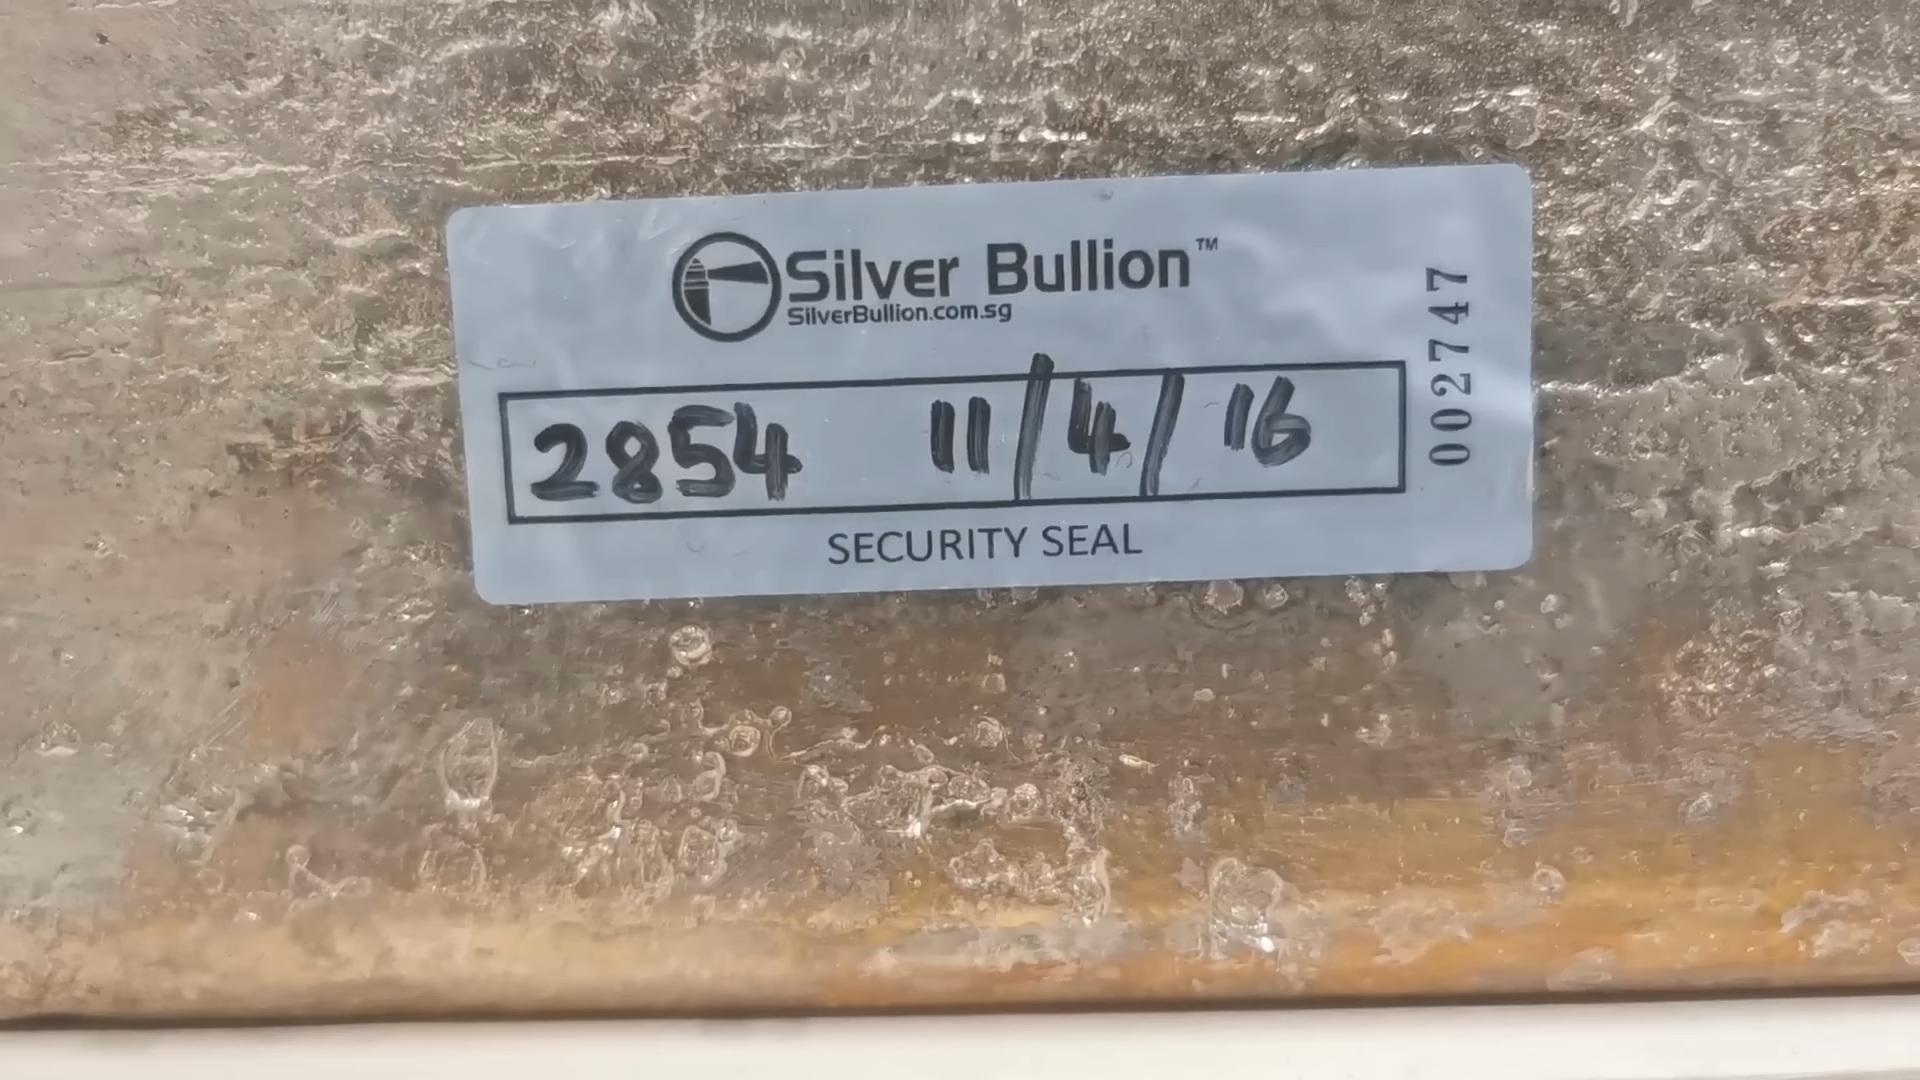 Silver Bullion™
SilverBullion.com.sg
2854 11/4/16
SECURITY SEAL
002747